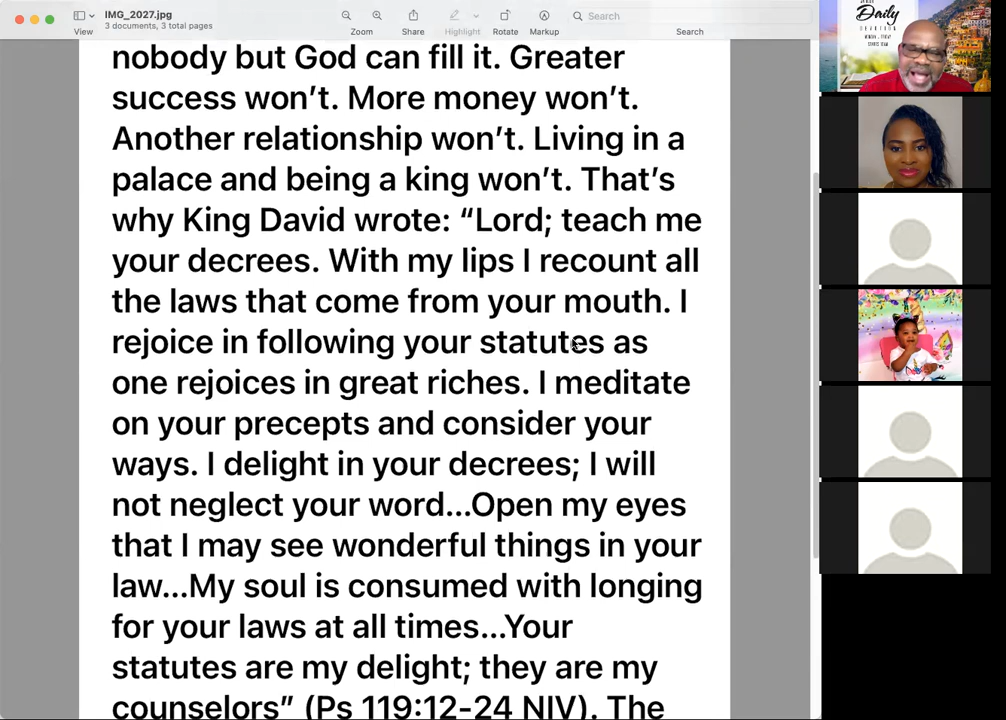 IMG_2027.jpg
3 documents, 3 total pages
View
Zoom
Share
Highlight
Rotate
Markup
Search
Search
nobody but God can fill it. Greater
success won’t. More money won’t.
Another relationship won’t. Living in a
palace and being a king won’t. That’s
why King David wrote: “Lord; teach me
your decrees. With my lips I recount all
the laws that come from your mouth. I
rejoice in following your statutes as
one rejoices in great riches. I meditate
on your precepts and consider your
ways. I delight in your decrees; I will
not neglect your word...Open my eyes
that I may see wonderful things in your
law...My soul is consumed with longing
for your laws at all times...Your
statutes are my delight; they are my
counselors” (Ps 119:12-24 NIV). The
Daily